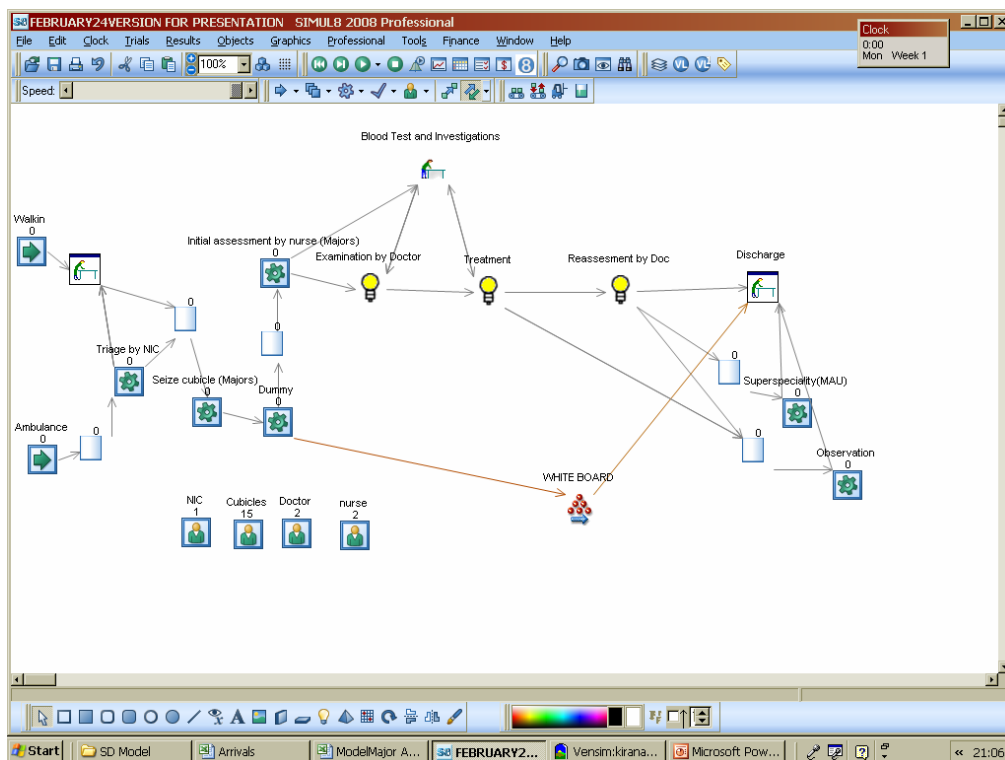 FEBRUARY24VERSION FOR PRESENTATION SIMUL8 2008 Professional
File Edit Clock Trials Results Objects Graphics Professional Tools Finance Window Help
Clock
0:00
Mon Week 1
100%
Speed:
Blood Test and Investigations
Walkin
0
Initial assessment by nurse (Majors)
0
Examination by Doctor
Treatment
Reassesment by Doc
Discharge
0
0
Triage by NIC
0
Seize cubicle (Majors)
0
Dummy
0
0
Superspeciality(MAU)
0
Ambulance
0
0
0
Observation
0
WHITE BOARD
NIC
1
Cubicles
15
Doctor
2
nurse
2
Start SD Model Arrivals ModelMajor A... FEBRUARY2... Vensim:kirana... Microsoft Pow... « 21:06